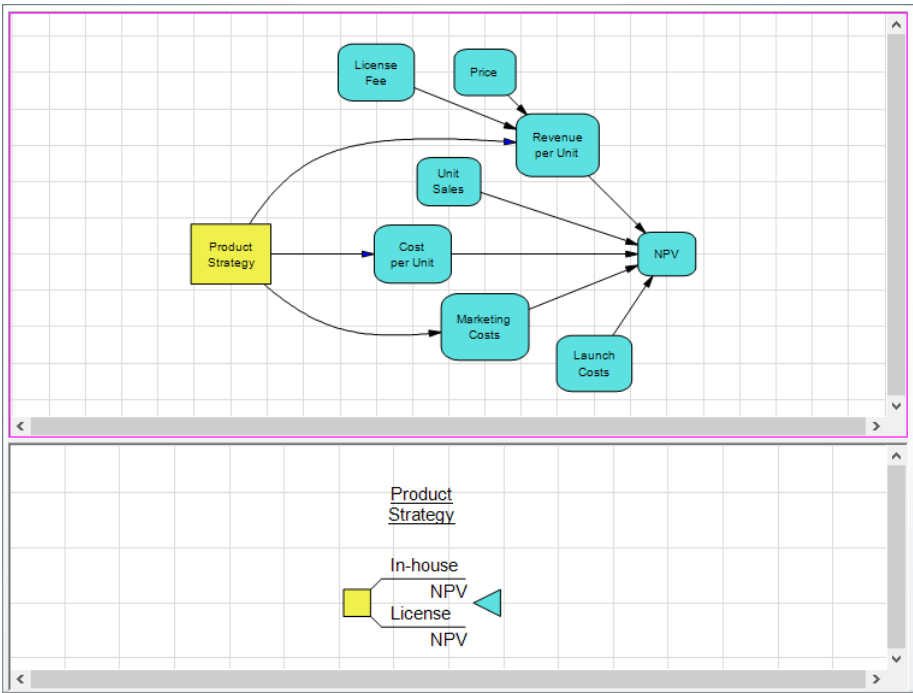 License
Fee
Price
Revenue
per Unit
Unit
Sales
Product
Strategy
Cost
per Unit
NPV
Marketing
Costs
Launch
Costs
Product
Strategy
In-house
NPV
License
NPV